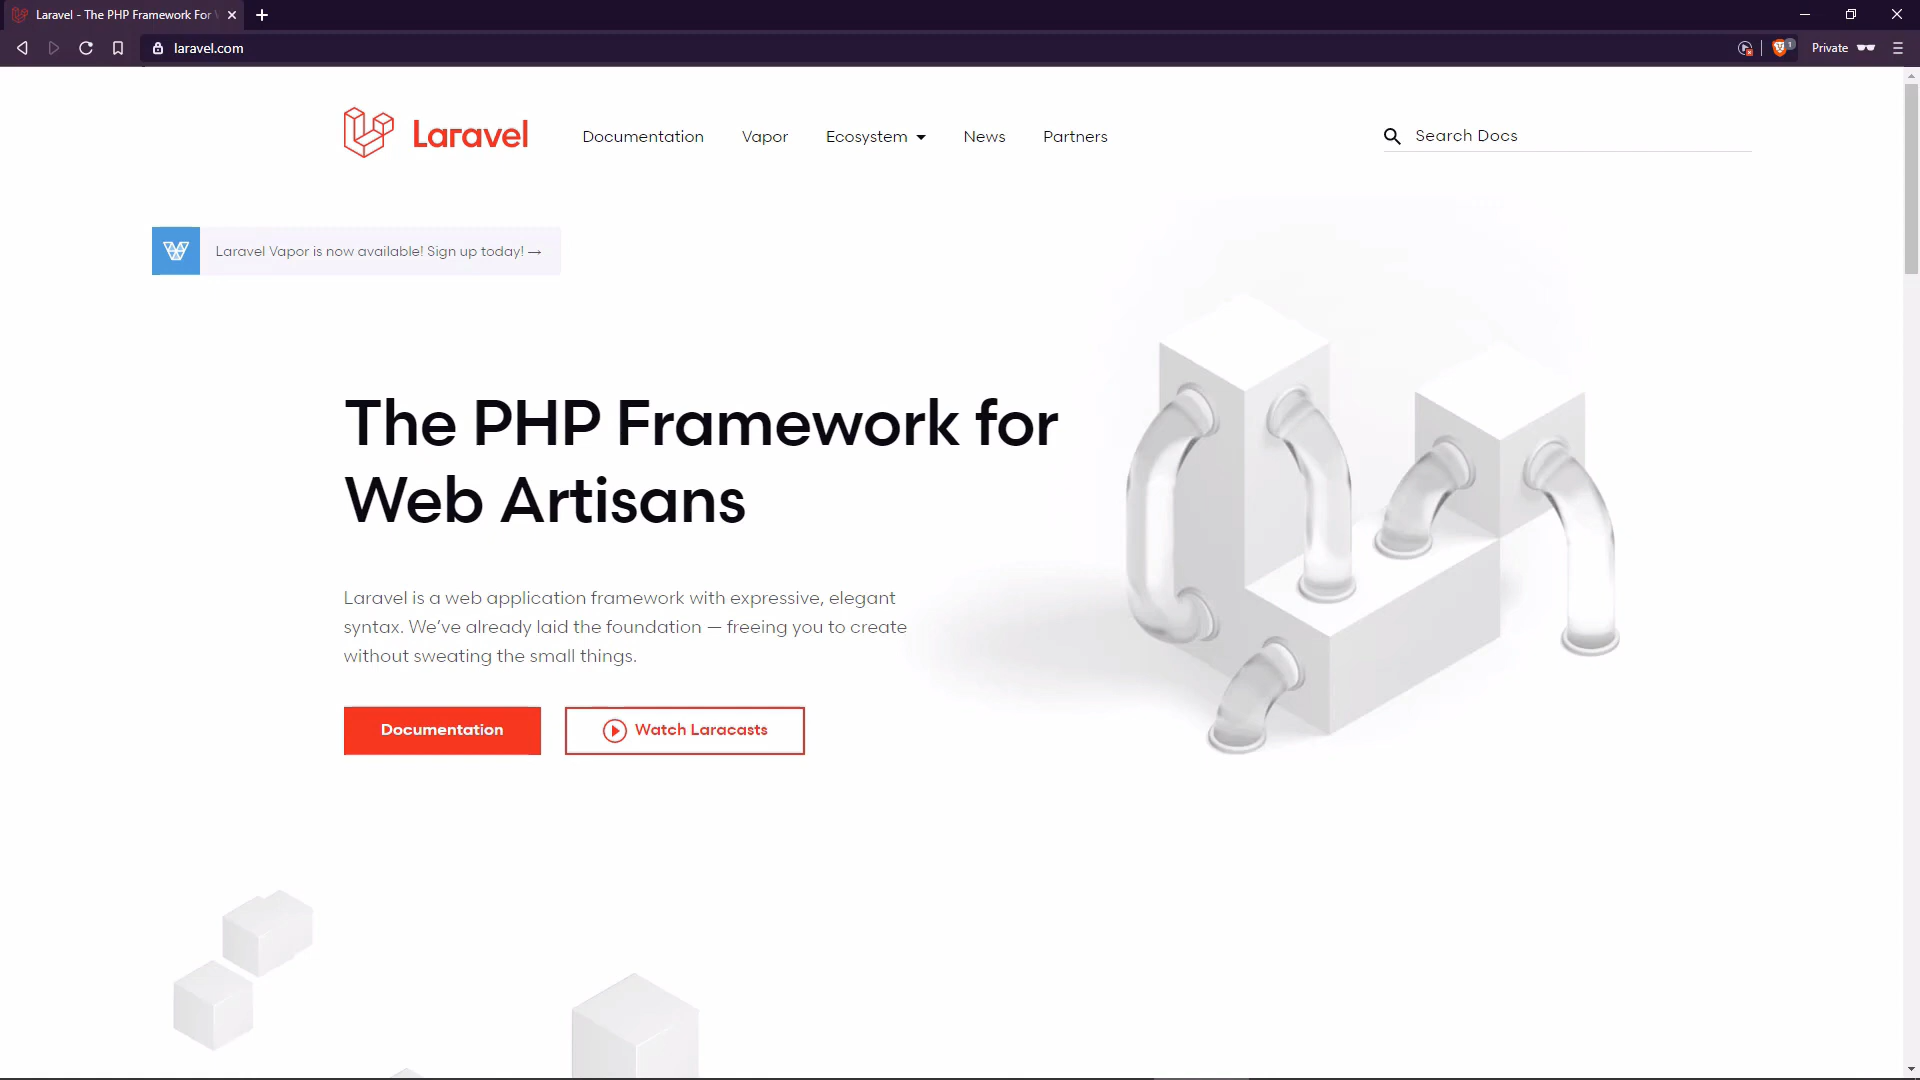 Laravel - The PHP Framework For
laravel.com
1
Private
Laravel
Documentation
Vapor
Ecosystem
News
Partners
Search Docs
Laravel Vapor is now available! Sign up today! →
The PHP Framework for
Web Artisans
Laravel is a web application framework with expressive, elegant
syntax. We've already laid the foundation — freeing you to create
without sweating the small things.
Documentation
Watch Laracasts